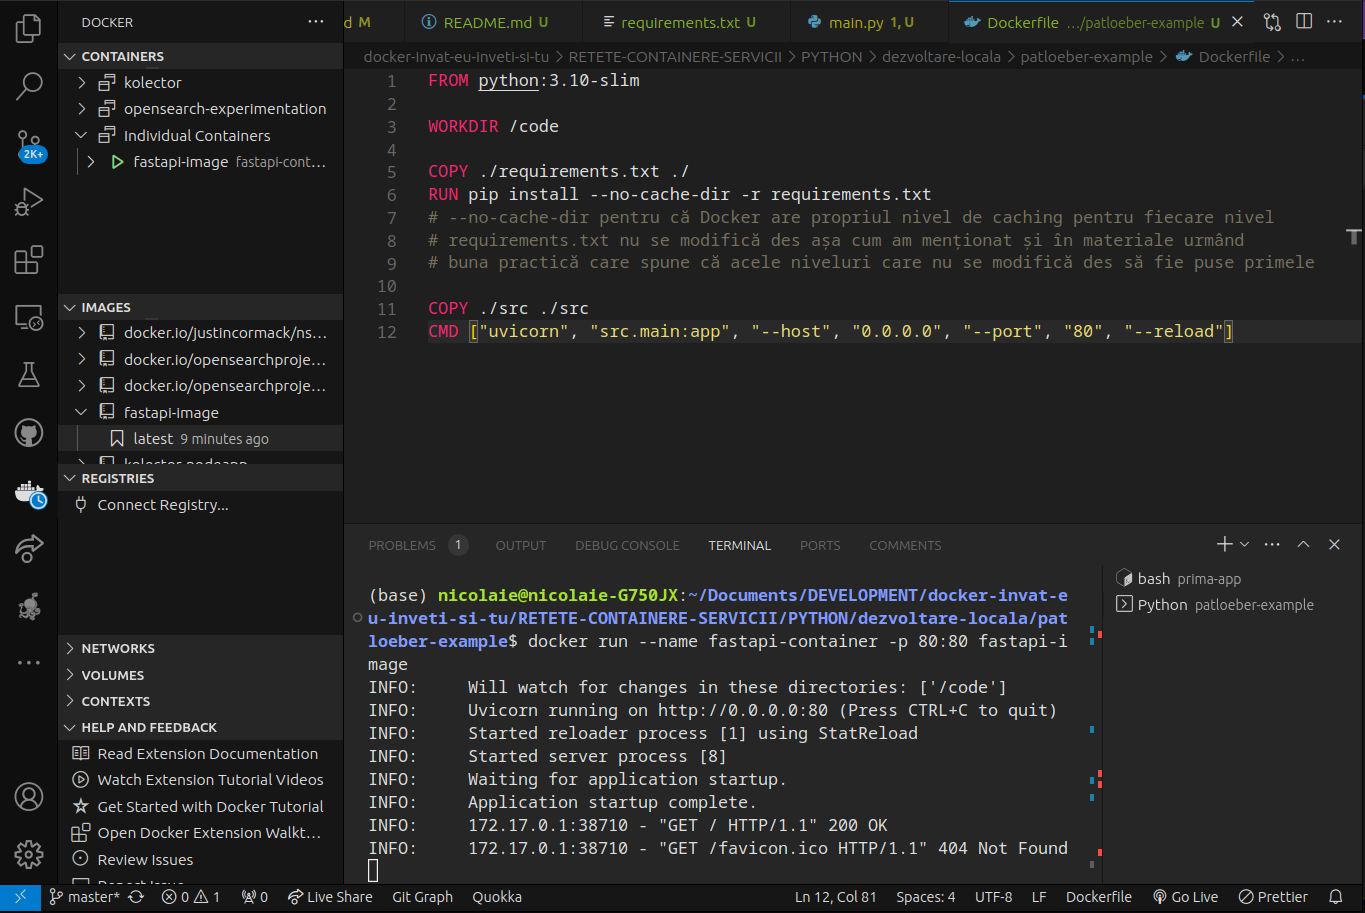 DOCKER
CONTAINERS
kolector
opensearch-experimentation
Individual Containers
fastapi-image fastapi-cont...
IMAGES
docker.io/justincormack/ns...
docker.io/opensearchproje...
docker.io/opensearchproje...
fastapi-image
latest 9 minutes ago
REGISTRIES
Connect Registry...
NETWORKS
VOLUMES
CONTEXTS
HELP AND FEEDBACK
Read Extension Documentation
Watch Extension Tutorial Videos
Get Started with Docker Tutorial
Open Docker Extension Walkt...
Review Issues
2K+
d M README.md U requirements.txt U main.py 1, U Dockerfile .../patloeber-example U
docker-invat-eu-inveti-si-tu > RETETE-CONTAINERE-SERVICII > PYTHON > dezvoltare-locala > patloeber-example > Dockerfile > ...
1 FROM python:3.10-slim
2
3 WORKDIR /code
4
5 COPY ./requirements.txt ./
6 RUN pip install --no-cache-dir -r requirements.txt
7 # --no-cache-dir pentru că Docker are propriul nivel de caching pentru fiecare nivel
8 # requirements.txt nu se modifică des așa cum am menționat și în materiale urmând
9 # buna practică care spune că acele niveluri care nu se modifică des să fie puse primele
10
11 COPY ./src ./src
12 CMD ["uvicorn", "src.main:app", "--host", "0.0.0.0", "--port", "80", "--reload"]
PROBLEMS 1 OUTPUT DEBUG CONSOLE TERMINAL PORTS COMMENTS
(base) nicolaie@nicolaie-G750JX:~/Documents/DEVELOPMENT/docker-invat-e
u-inveti-si-tu/RETETE-CONTAINERE-SERVICII/PYTHON/dezvoltare-locala/pat
loeber-example$ docker run --name fastapi-container -p 80:80 fastapi-i
mage
INFO: Will watch for changes in these directories: ['/code']
INFO: Uvicorn running on http://0.0.0.0:80 (Press CTRL+C to quit)
INFO: Started reloader process [1] using StatReload
INFO: Started server process [8]
INFO: Waiting for application startup.
INFO: Application startup complete.
INFO: 172.17.0.1:38710 - "GET / HTTP/1.1" 200 OK
INFO: 172.17.0.1:38710 - "GET /favicon.ico HTTP/1.1" 404 Not Found
bash prima-app
Python patloeber-example
master* 0 1 0 Live Share Git Graph Quokka Ln 12, Col 81 Spaces: 4 UTF-8 LF Dockerfile Go Live Prettier